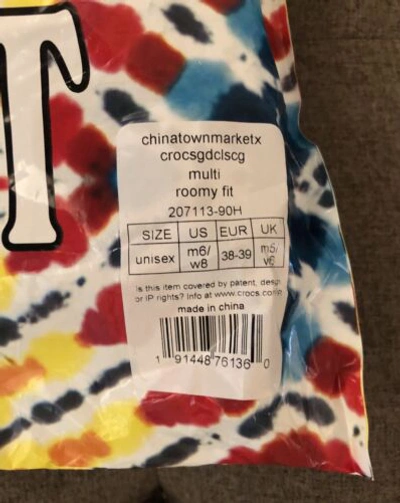 T
chinatownmarketx
crocsgdclscg
multi
roomy fit
207113-90H
SIZE US EUR UK
unisex m6/ w8 38-39 m5/
Is this item covered by patent, design
or IP rights? Info at www.crocs.com/ip
made in china
1 91448 76136 0